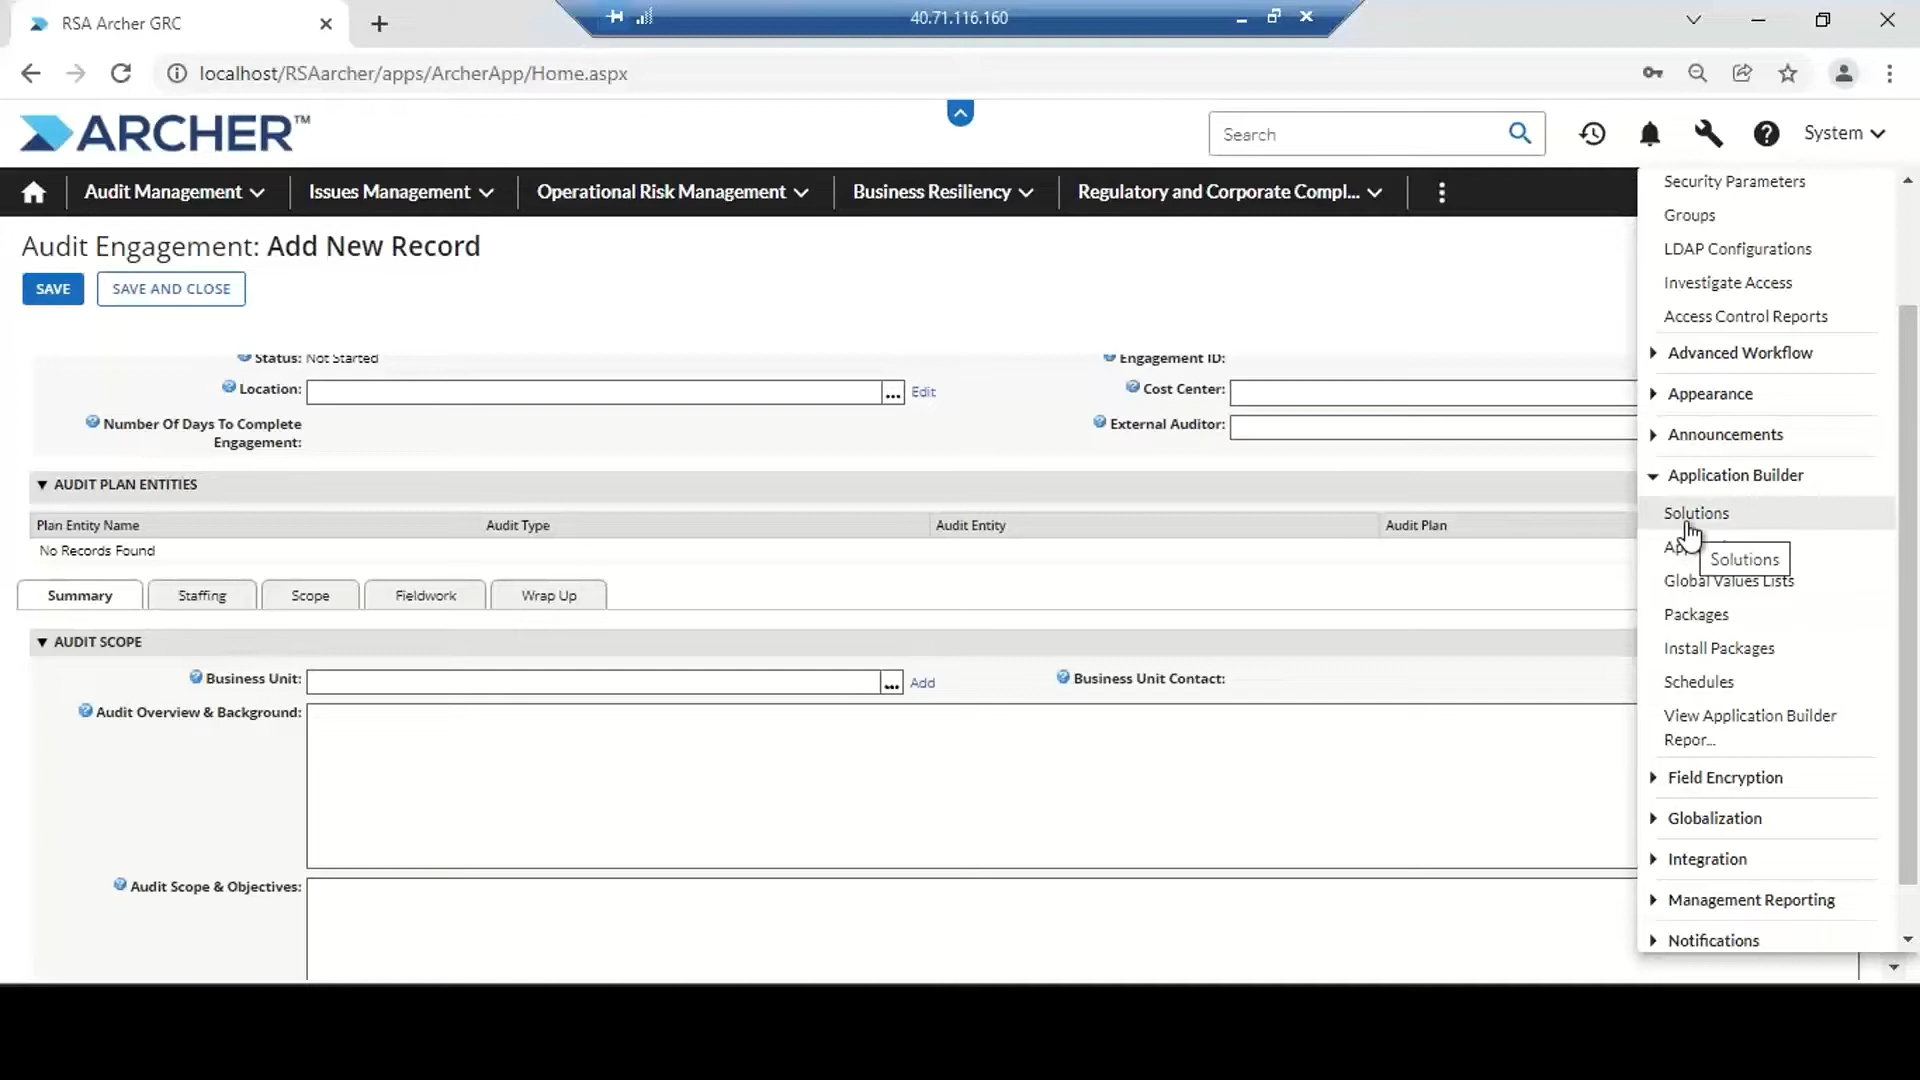 RSA Archer GRC
40.71.116.160
localhost/RSAarcher/apps/ArcherApp/Home.aspx
ARCHER™
Search
System
Audit Management
Issues Management
Operational Risk Management
Business Resiliency
Regulatory and Corporate Compl...
Audit Engagement: Add New Record
SAVE
SAVE AND CLOSE
Status: Not Started
Engagement ID:
Location:
Edit
Cost Center:
Number Of Days To Complete
Engagement:
External Auditor:
AUDIT PLAN ENTITIES
Plan Entity Name
Audit Type
Audit Entity
Audit Plan
No Records Found
Summary
Staffing
Scope
Fieldwork
Wrap Up
AUDIT SCOPE
Business Unit:
Add
Business Unit Contact:
Audit Overview & Background:
Audit Scope & Objectives:
Security Parameters
Groups
LDAP Configurations
Investigate Access
Access Control Reports
Advanced Workflow
Appearance
Announcements
Application Builder
Solutions
Solutions
Global Values Lists
Packages
Install Packages
Schedules
View Application Builder
Repor...
Field Encryption
Globalization
Integration
Management Reporting
Notifications